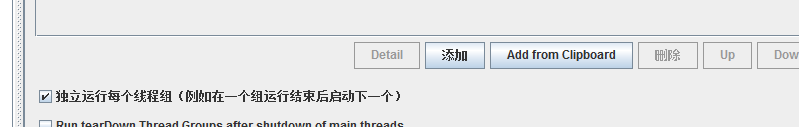 Detail 添加 Add from Clipboard 删除 Up Dow
独立运行每个线程组（例如在一个组运行结束后启动下一个）
Run tearDown Thread Groups after shutdown of main threads